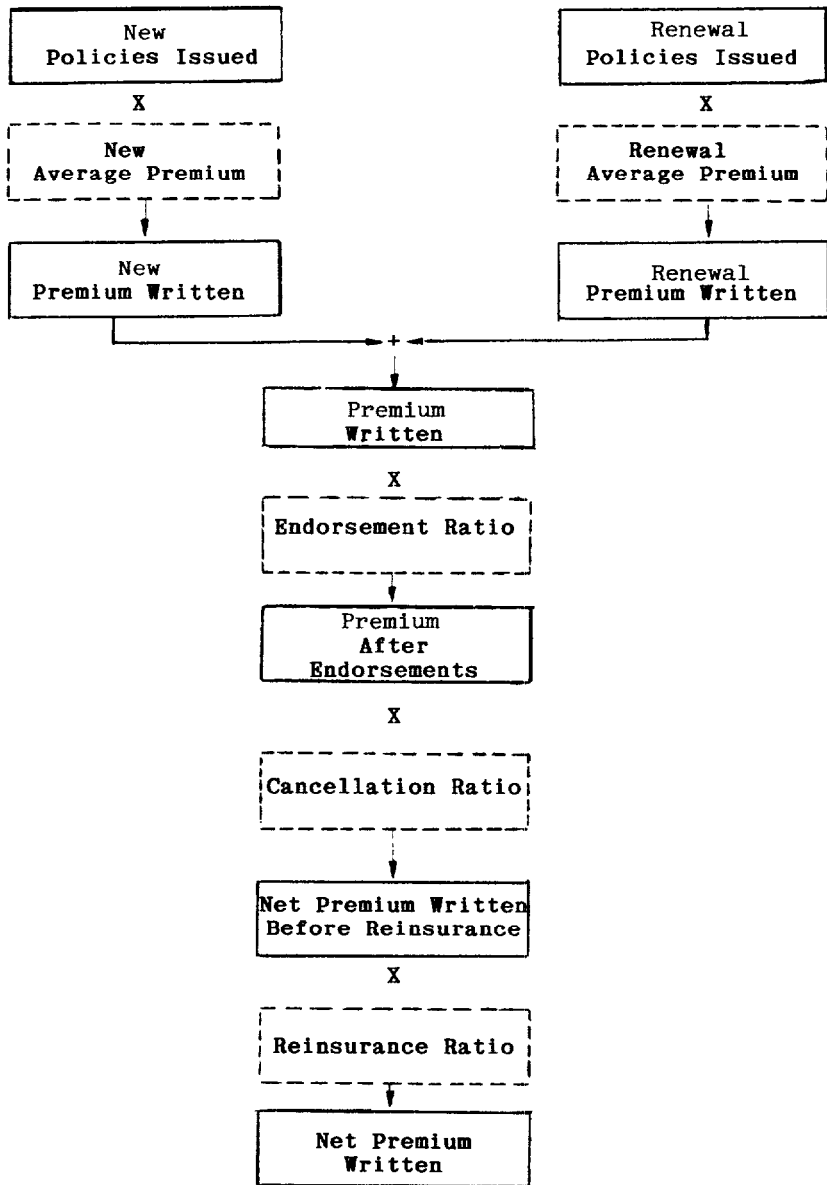 New
Policies Issued
X
New
Average Premium
New
Premium Written
Renewal
Policies Issued
X
Renewal
Average Premium
Renewal
Premium Written
+
Premium
Written
X
Endorsement Ratio
Premium
After
Endorsements
X
Cancellation Ratio
Net Premium Written
Before Reinsurance
X
Reinsurance Ratio
Net Premium
Written